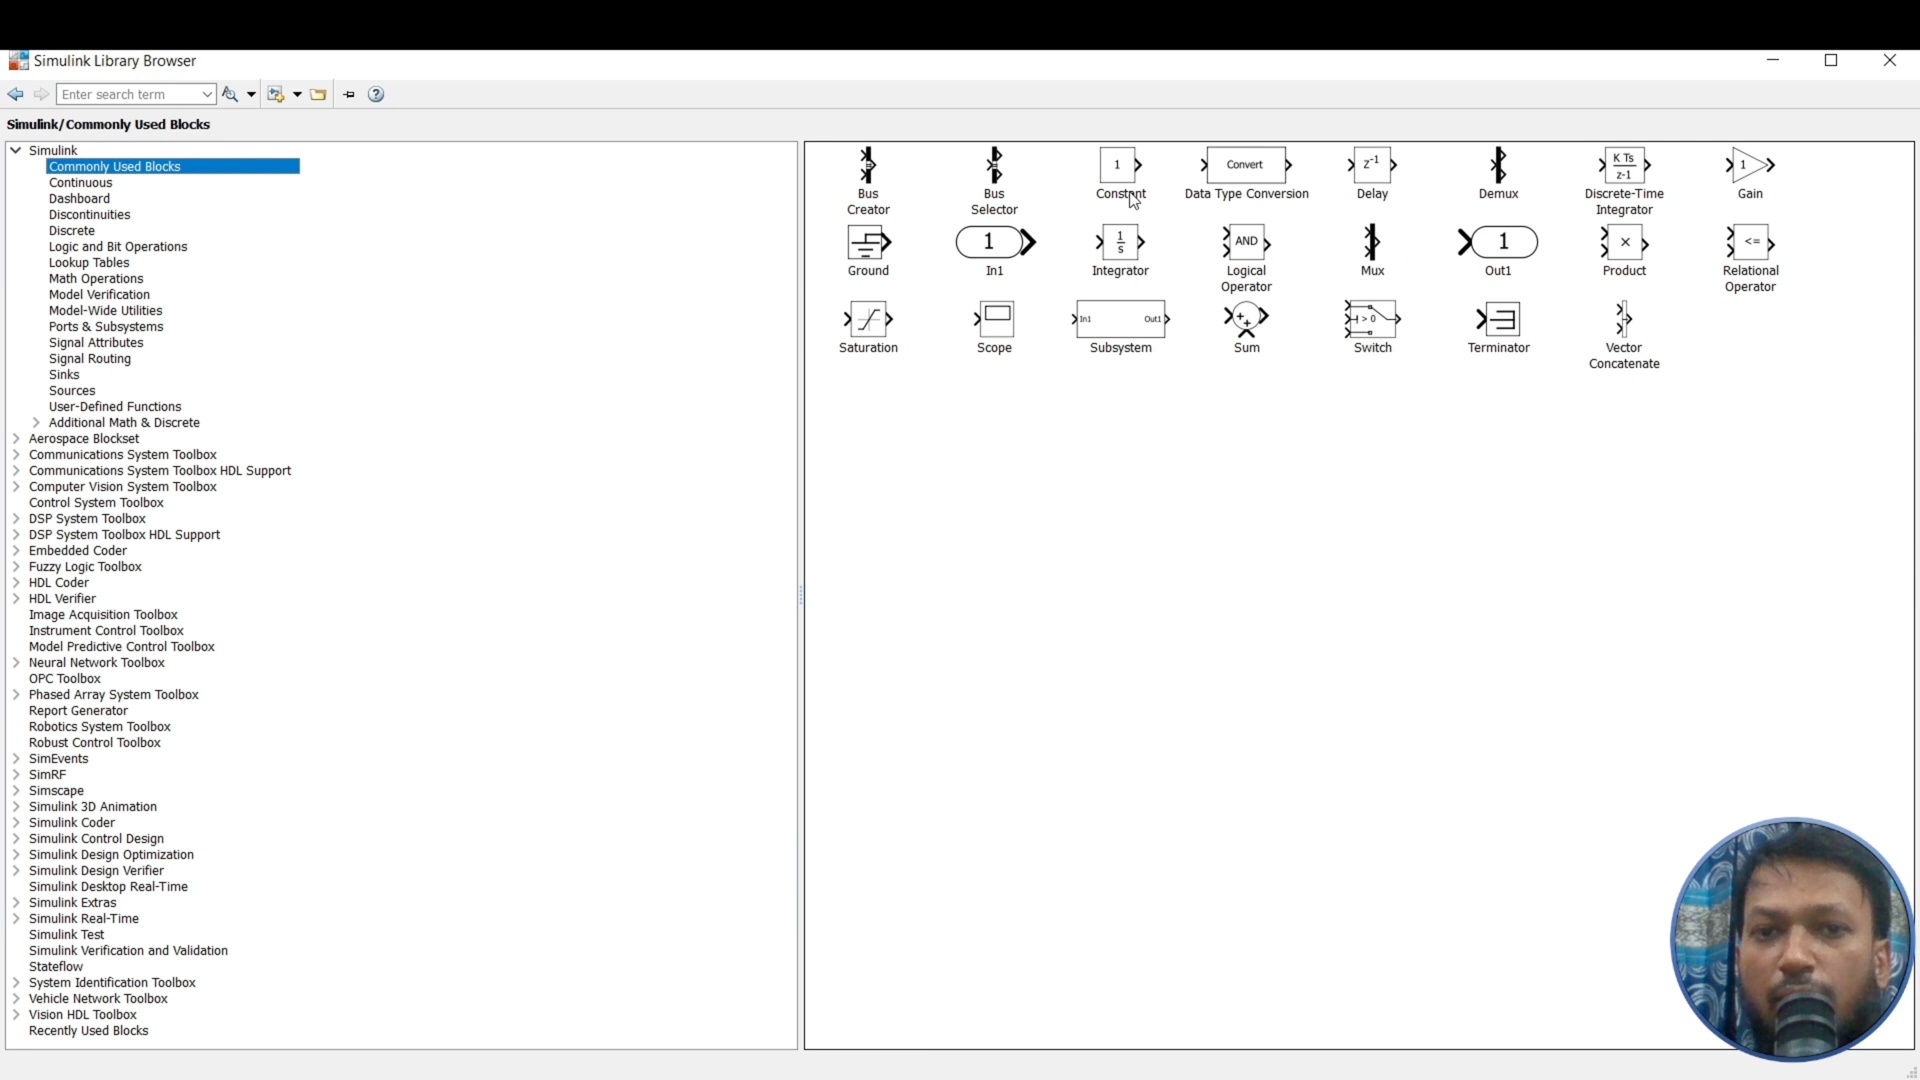 Simulink Library Browser
Enter search term
Simulink/Commonly Used Blocks
Simulink
Commonly Used Blocks
Continuous
Dashboard
Discontinuities
Discrete
Logic and Bit Operations
Lookup Tables
Math Operations
Model Verification
Model-Wide Utilities
Ports & Subsystems
Signal Attributes
Signal Routing
Sinks
Sources
User-Defined Functions
Additional Math & Discrete
Aerospace Blockset
Communications System Toolbox
Communications System Toolbox HDL Support
Computer Vision System Toolbox
Control System Toolbox
DSP System Toolbox
DSP System Toolbox HDL Support
Embedded Coder
Fuzzy Logic Toolbox
HDL Coder
HDL Verifier
Image Acquisition Toolbox
Instrument Control Toolbox
Model Predictive Control Toolbox
Neural Network Toolbox
OPC Toolbox
Phased Array System Toolbox
Report Generator
Robotics System Toolbox
Robust Control Toolbox
SimEvents
SimRF
Simscape
Simulink 3D Animation
Simulink Coder
Simulink Control Design
Simulink Design Optimization
Simulink Design Verifier
Simulink Desktop Real-Time
Simulink Extras
Simulink Real-Time
Simulink Test
Simulink Verification and Validation
Stateflow
System Identification Toolbox
Vehicle Network Toolbox
Vision HDL Toolbox
Recently Used Blocks
Bus
Creator
Bus
Selector
1
Constant
Convert
Data Type Conversion
z-1
Delay
Demux
K Ts
z-1
Discrete-Time
Integrator
1
Gain
Ground
1
In1
1
s
Integrator
AND
Logical
Operator
Mux
1
Out1
×
Product
<=
Relational
Operator
Saturation
Scope
In1 Out1
Subsystem
+
+
Sum
> 0
Switch
Terminator
Vector
Concatenate